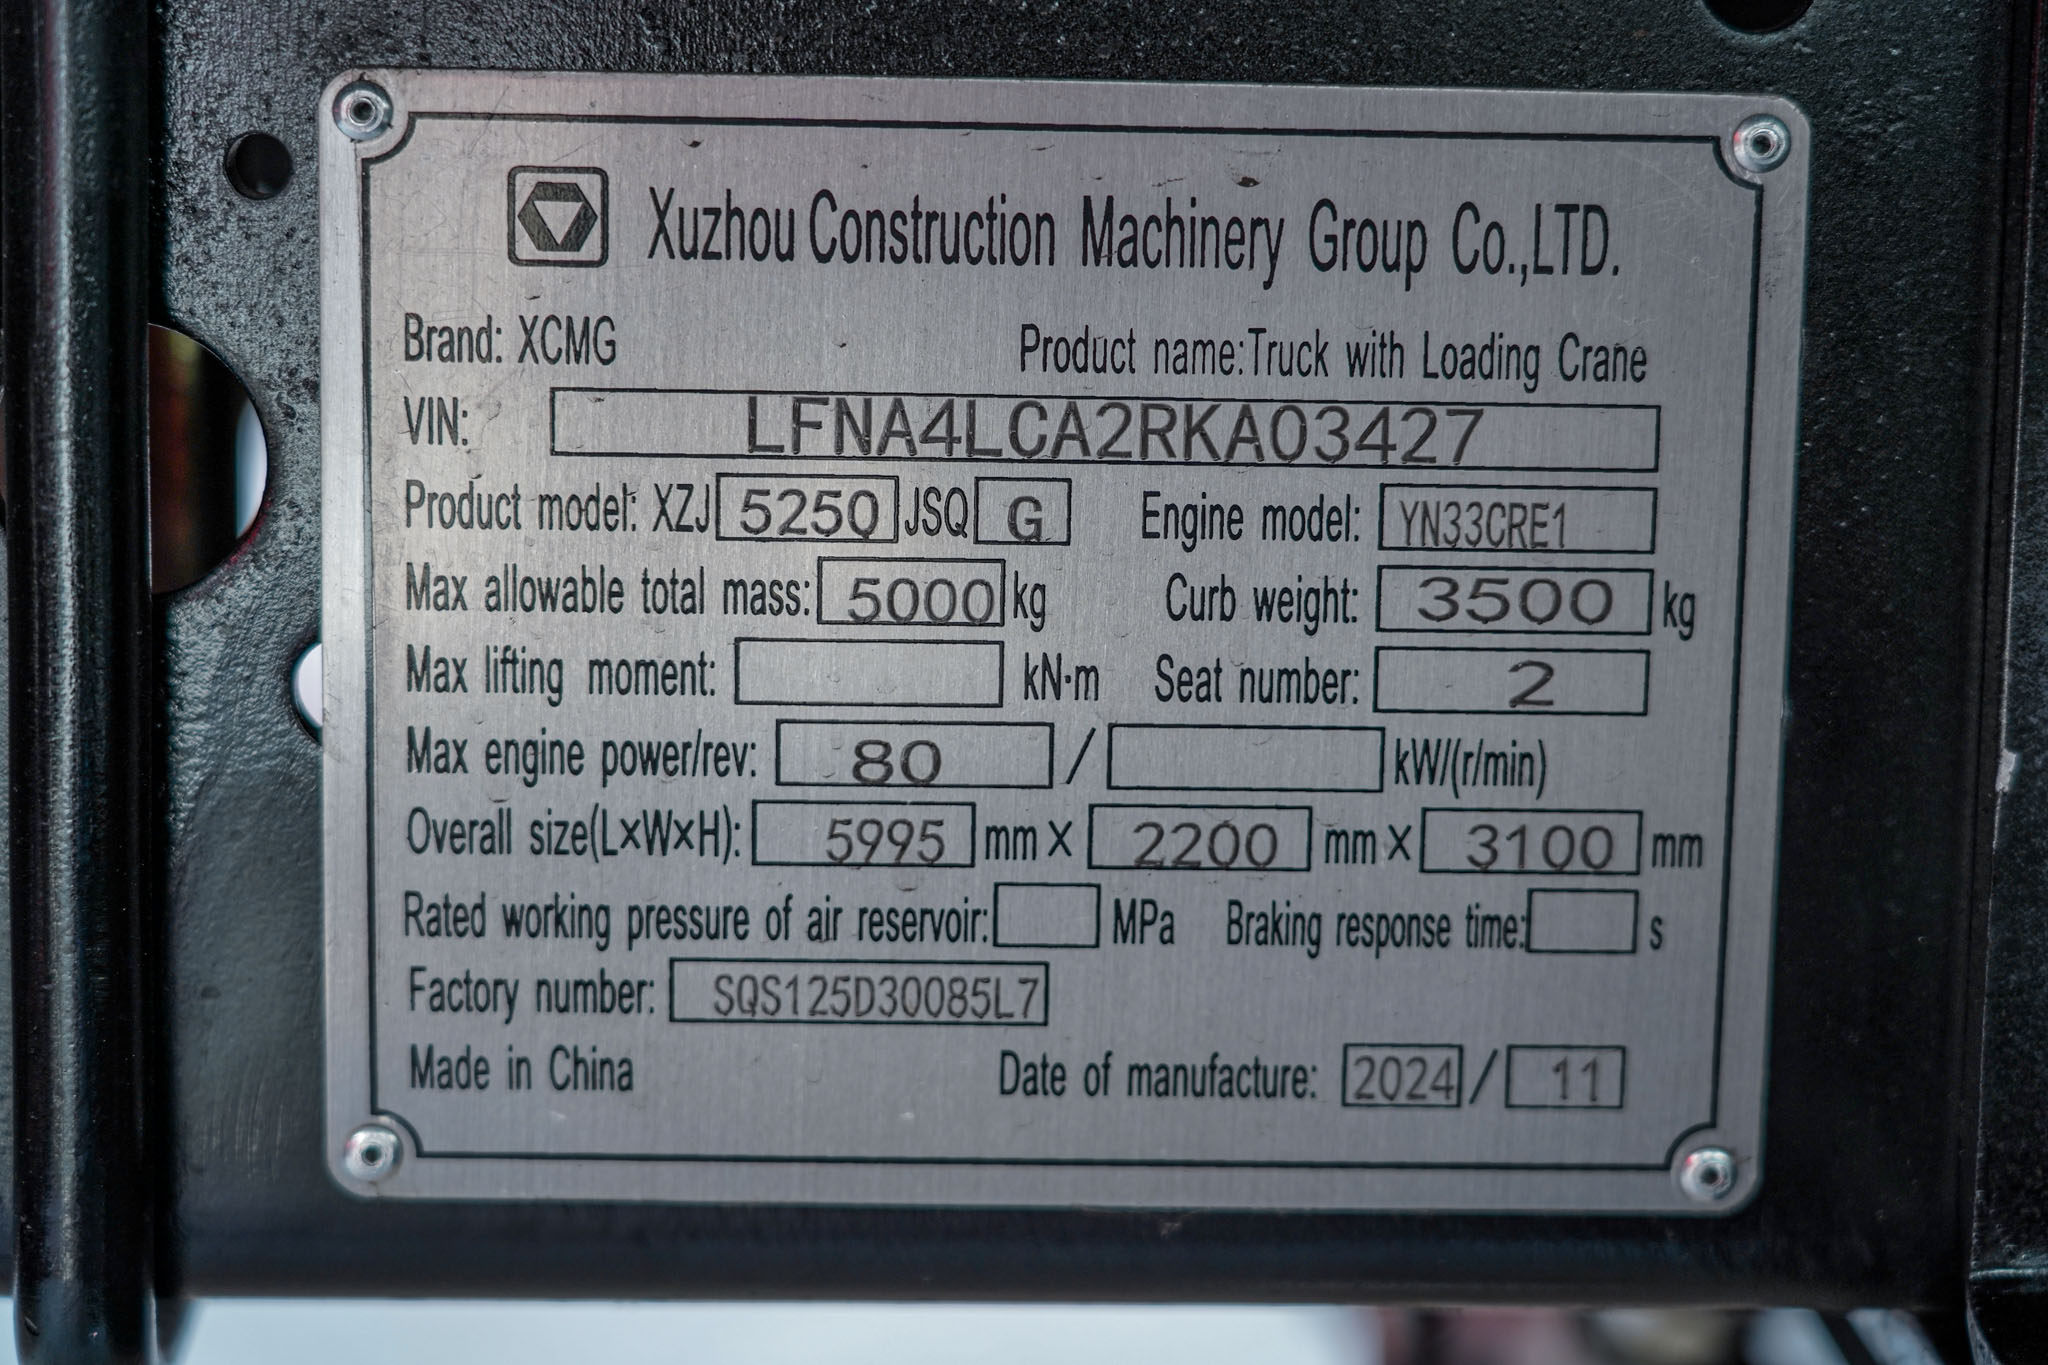 Xuzhou Construction Machinery Group Co.,LTD.
Brand: XCMG Product name:Truck with Loading Crane
VIN: LFNA4LCA2RKA03427
Product model: XZJ 5250 JSQ G Engine model: YN33CRE1
Max allowable total mass: 5000 kg Curb weight: 3500 kg
Max lifting moment: kN·m Seat number: 2
Max engine power/rev: 80 / kW/(r/min)
Overall size(L×W×H): 5995 mm × 2200 mm × 3100 mm
Rated working pressure of air reservoir: MPa Braking response time: s
Factory number: SQS125D30085L7
Made in China Date of manufacture: 2024 / 11